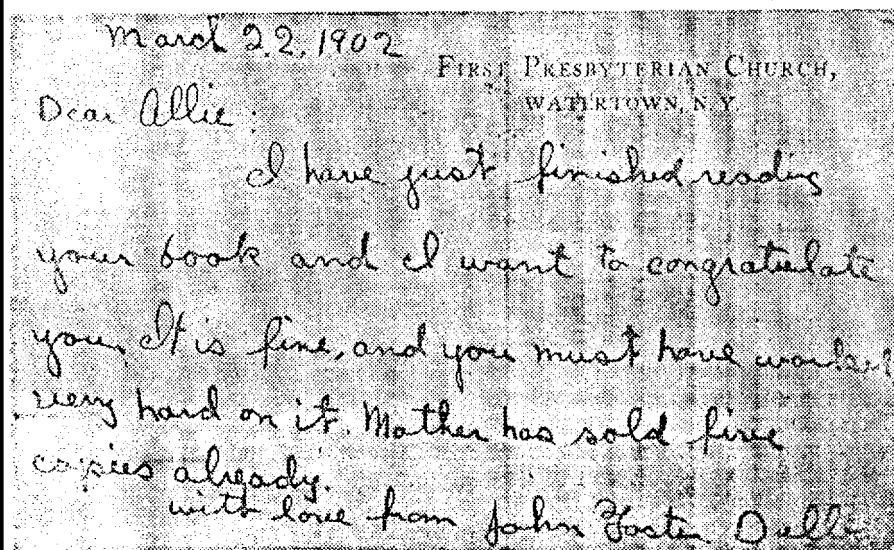 March 22, 1902
FIRST PRESBYTERIAN CHURCH,
WATERTOWN, N.Y.
Dear Allie:
I have just finished reading
your book and I want to congratulate
you. It is fine, and you must have worked
very hard on it. Mother has sold five
copies already.
with love from John Foster Dulles